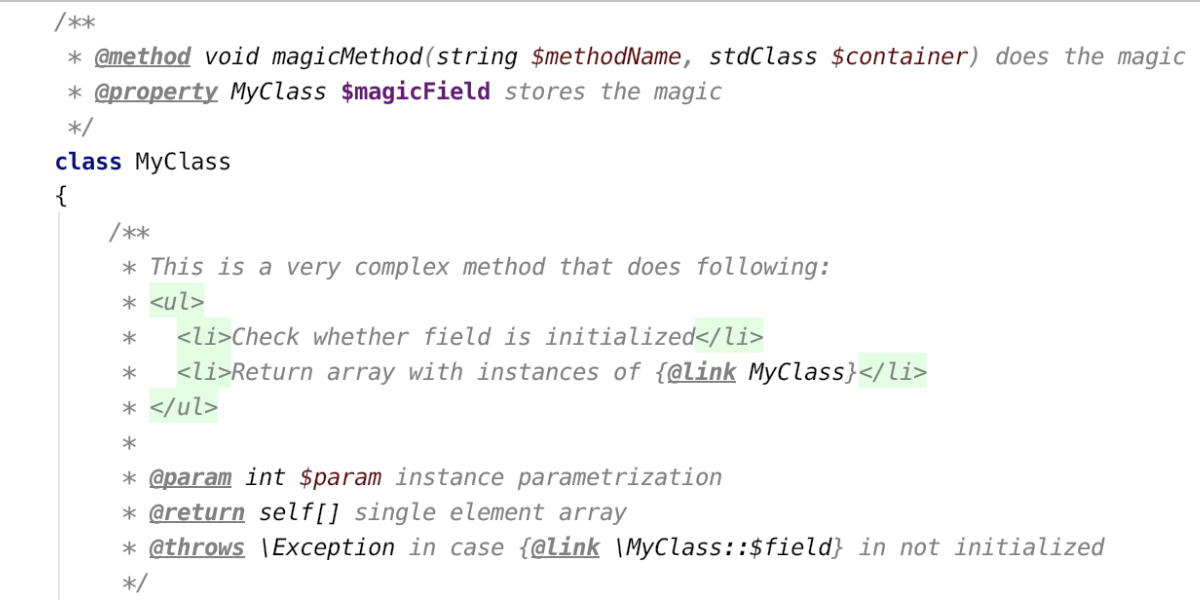 /**
 * @method void magicMethod(string $methodName, stdClass $container) does the magic
 * @property MyClass $magicField stores the magic
 */
class MyClass
{
    /**
     * This is a very complex method that does following:
     * <ul>
     *   <li>Check whether field is initialized</li>
     *   <li>Return array with instances of {@link MyClass}</li>
     * </ul>
     *
     * @param int $param instance parametrization
     * @return self[] single element array
     * @throws \Exception in case {@link \MyClass::$field} in not initialized
     */